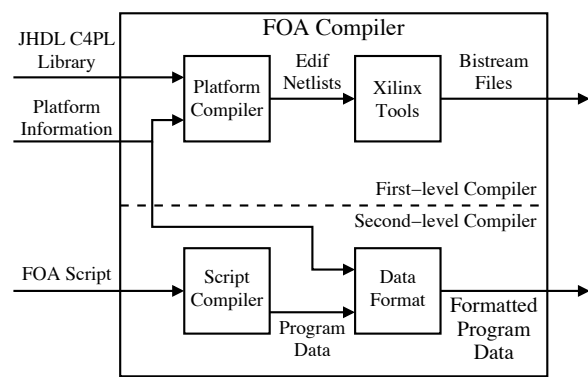 FOA Compiler
JHDL C4PL
Library
Platform
Information
Platform
Compiler
Edif
Netlists
Xilinx
Tools
Bistream
Files
First-level Compiler
Second-level Compiler
FOA Script
Script
Compiler
Program
Data
Data
Format
Formatted
Program
Data